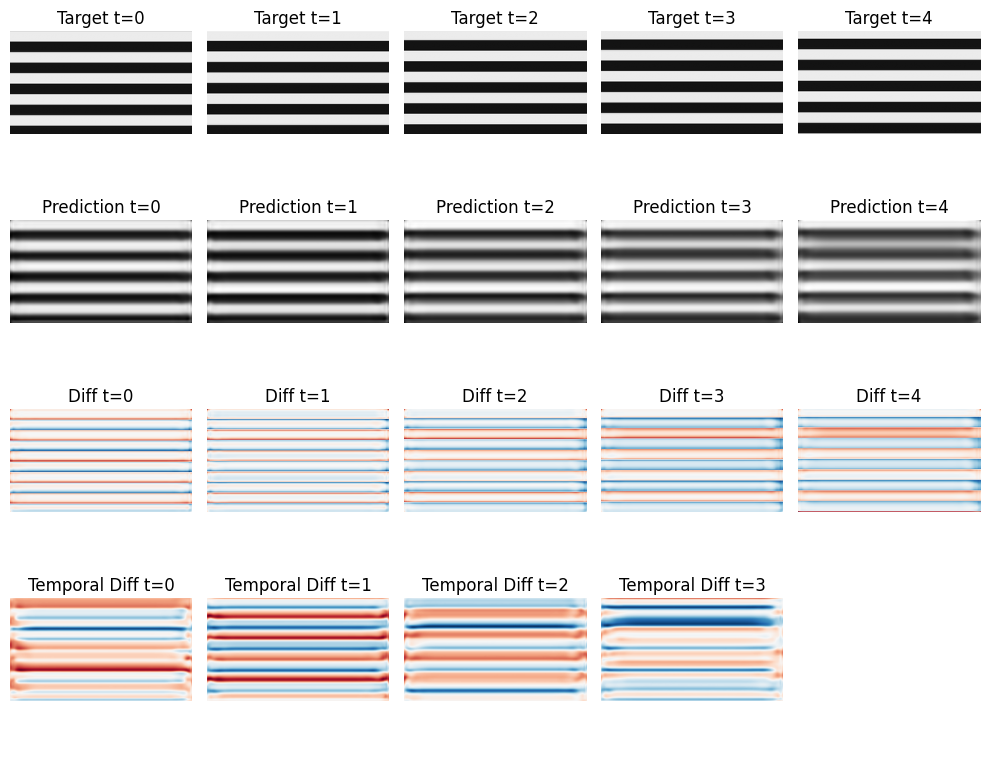 Target t=0 Target t=1 Target t=2 Target t=3 Target t=4
Prediction t=0 Prediction t=1 Prediction t=2 Prediction t=3 Prediction t=4
Diff t=0 Diff t=1 Diff t=2 Diff t=3 Diff t=4
Temporal Diff t=0 Temporal Diff t=1 Temporal Diff t=2 Temporal Diff t=3